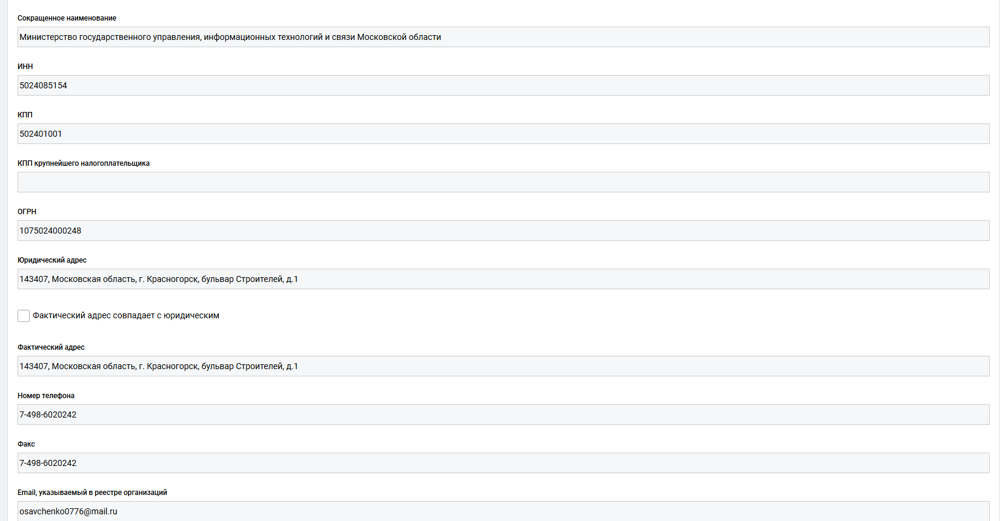 Сокращенное наименование
Министерство государственного управления, информационных технологий и связи Московской области
ИНН
5024085154
КПП
502401001
КПП крупнейшего налогоплательщика
ОГРН
1075024000248
Юридический адрес
143407, Московская область, г. Красногорск, бульвар Строителей, д.1
Фактический адрес совпадает с юридическим
Фактический адрес
143407, Московская область, г. Красногорск, бульвар Строителей, д.1
Номер телефона
7-498-6020242
Факс
7-498-6020242
Email, указываемый в реестре организаций
osavchenko0776@mail.ru